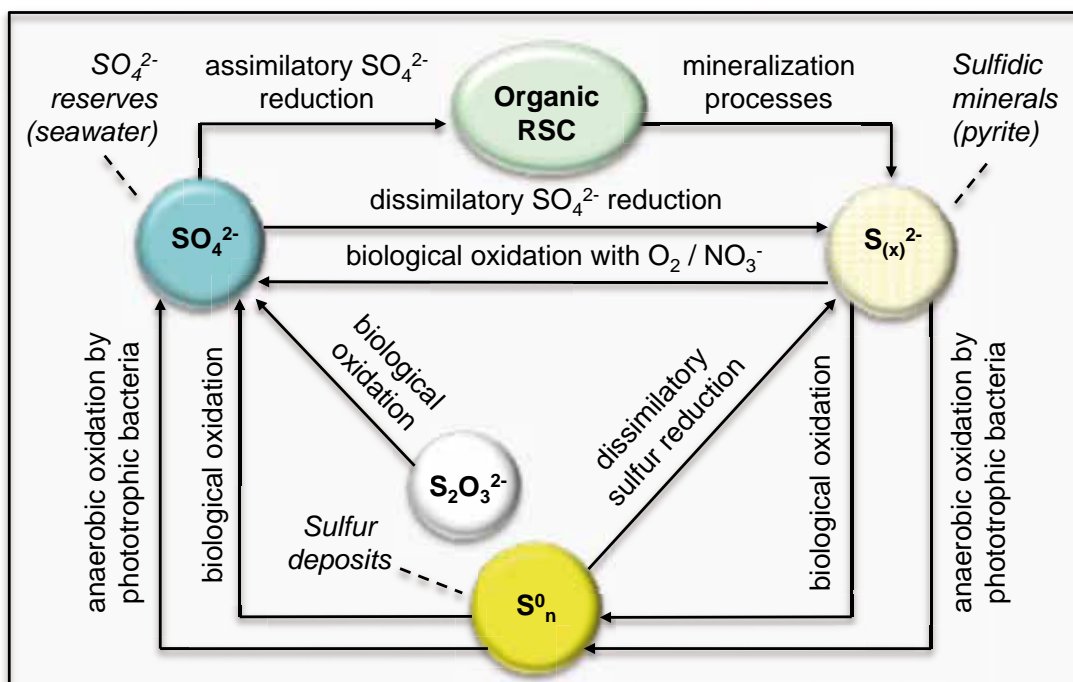 SO₄²⁻
reserves
(seawater)
assimilatory SO₄²⁻
reduction
Organic
RSC
mineralization
processes
Sulfidic
minerals
(pyrite)
dissimilatory SO₄²⁻ reduction
SO₄²⁻
S₍ₓ₎²⁻
biological oxidation with O₂ / NO₃⁻
anaerobic oxidation by
phototrophic bacteria
biological oxidation
biological
oxidation
dissimilatory
sulfur reduction
biological oxidation
anaerobic oxidation by
phototrophic bacteria
S₂O₃²⁻
Sulfur
deposits
S⁰ₙ